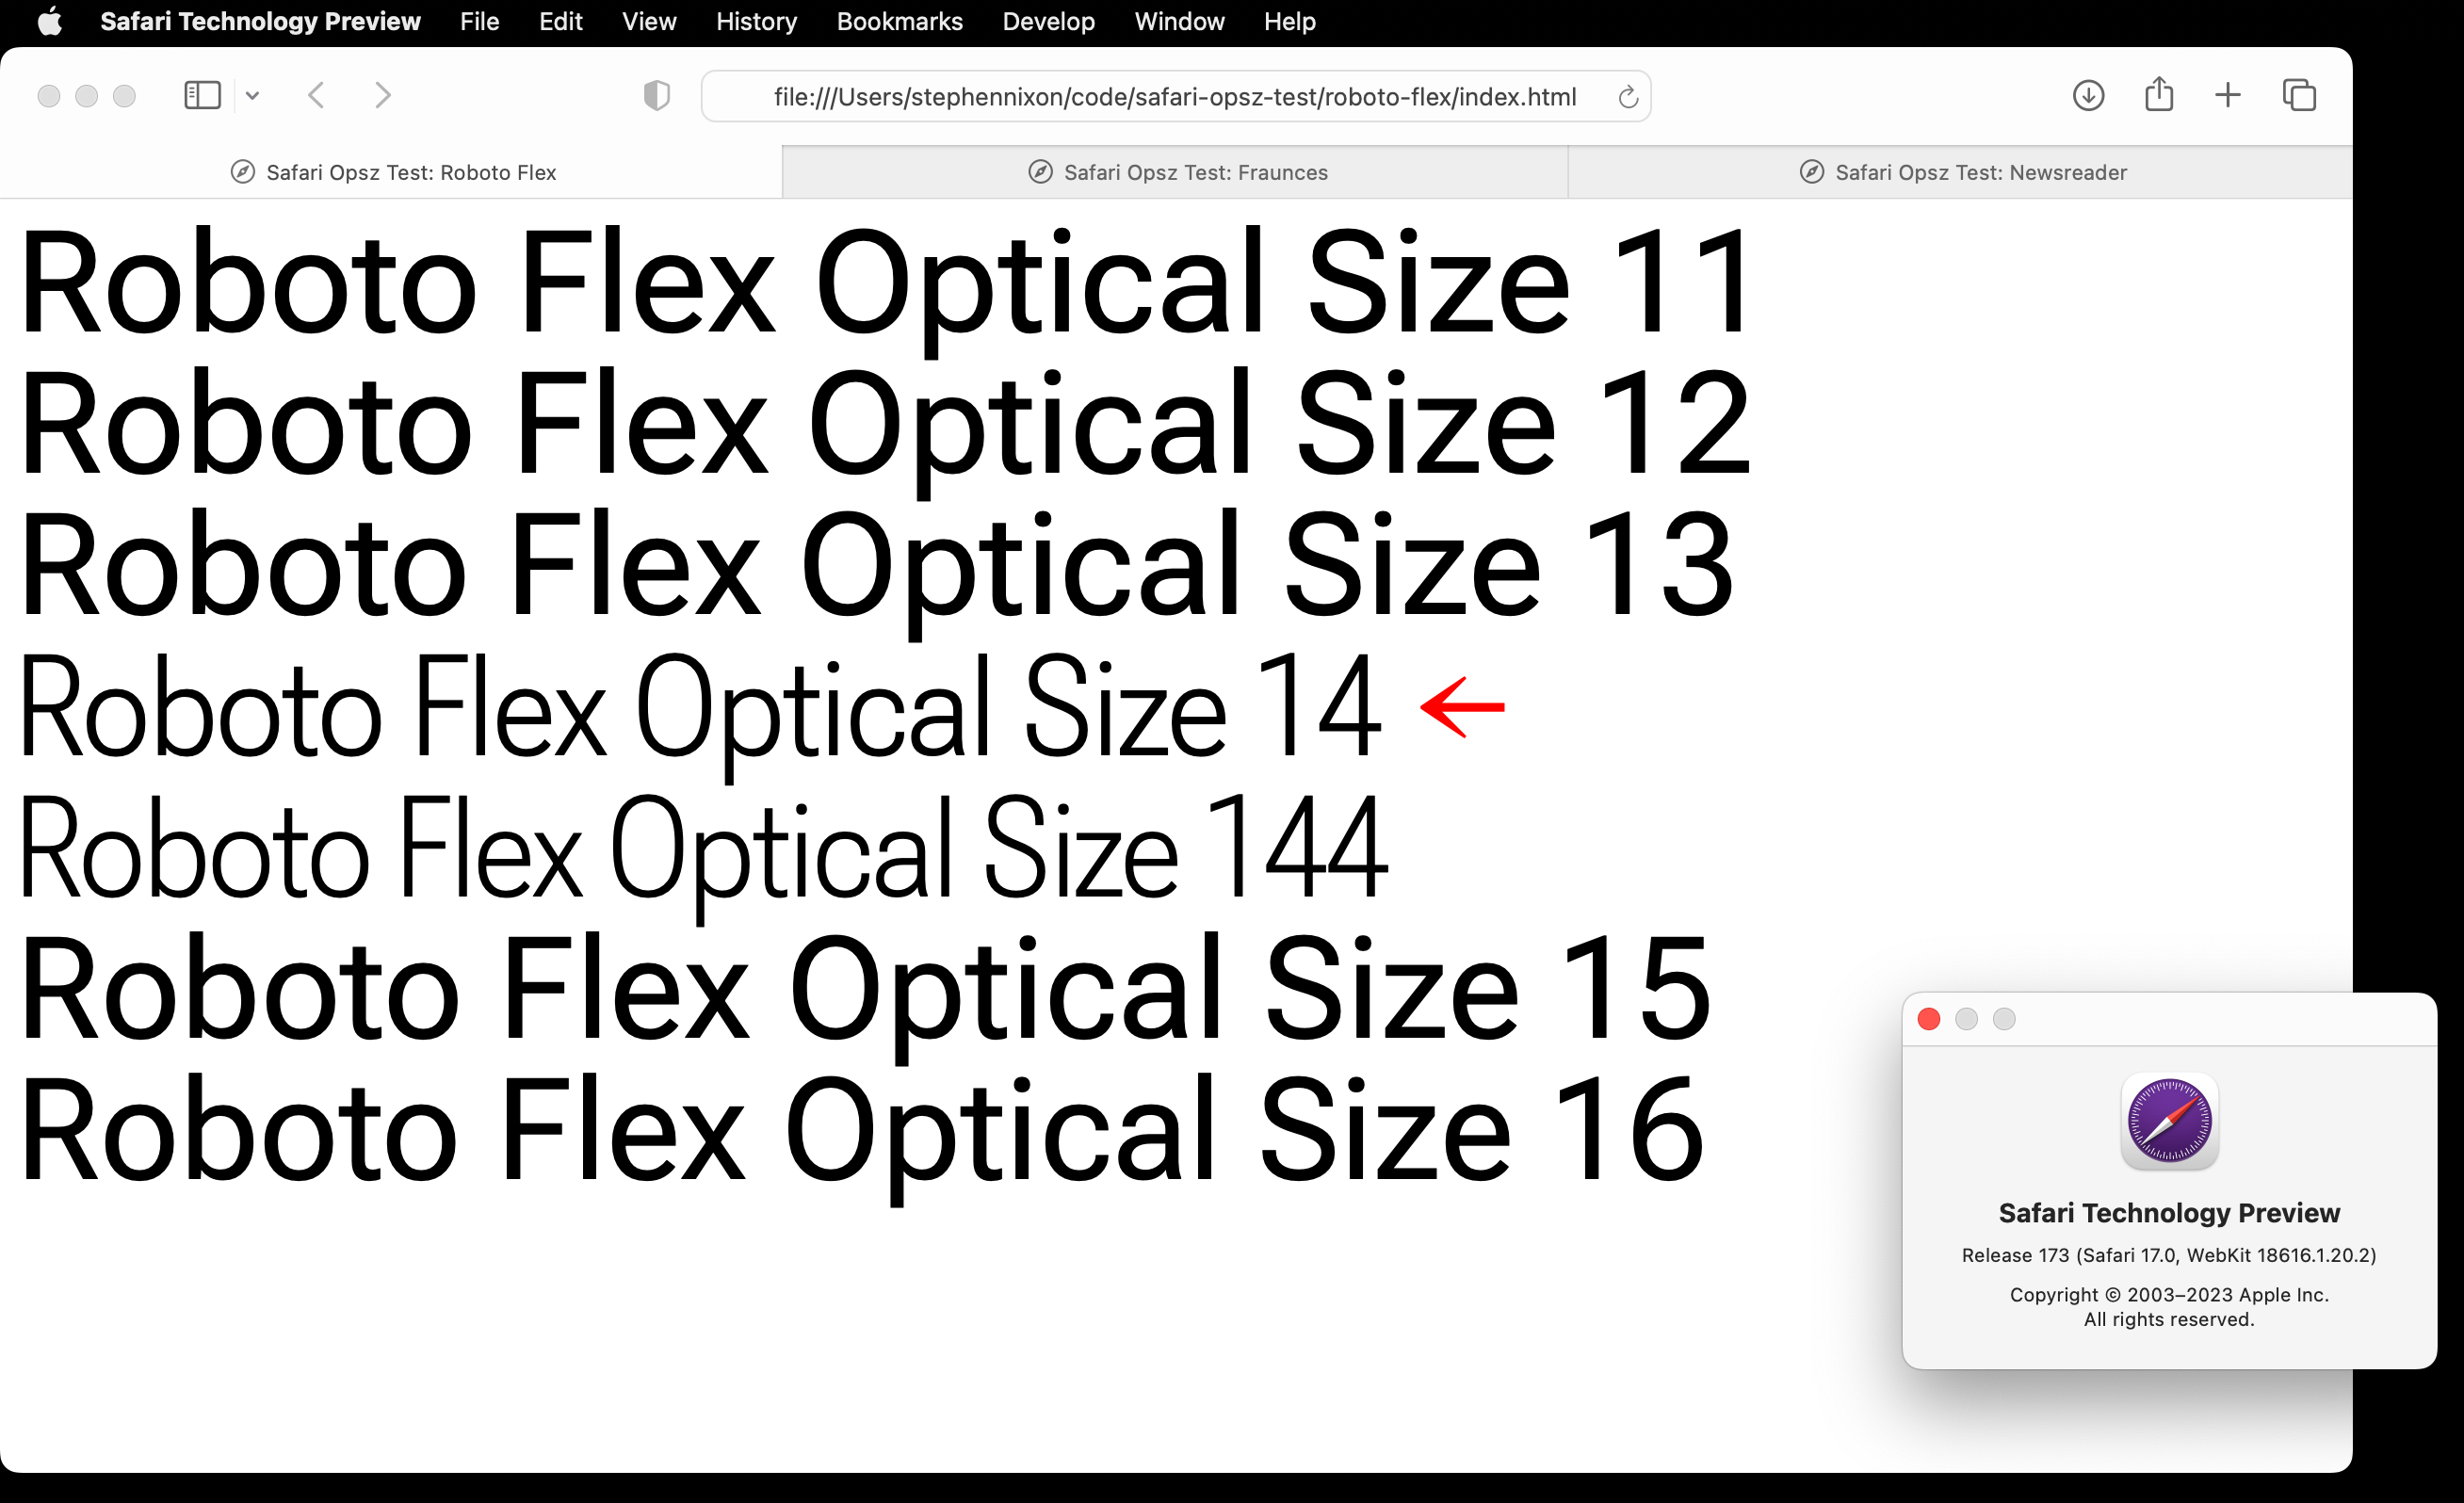 Safari Technology Preview File Edit View History Bookmarks Develop Window Help
file:///Users/stephennixon/code/safari-opsz-test/roboto-flex/index.html
Safari Opsz Test: Roboto Flex
Safari Opsz Test: Fraunces
Safari Opsz Test: Newsreader
Roboto Flex Optical Size 11
Roboto Flex Optical Size 12
Roboto Flex Optical Size 13
Roboto Flex Optical Size 14
Roboto Flex Optical Size 144
Roboto Flex Optical Size 15
Roboto Flex Optical Size 16
Safari Technology Preview
Release 173 (Safari 17.0, WebKit 18616.1.20.2)
Copyright © 2003–2023 Apple Inc.
All rights reserved.